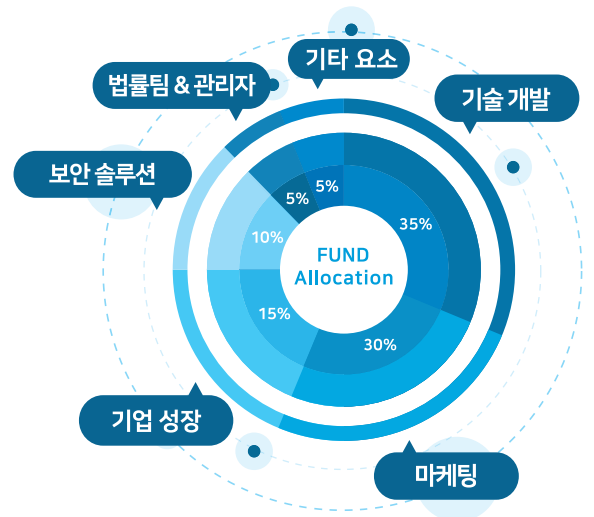 기타 요소
법률팀 & 관리자
기술 개발
보안 솔루션
5%
5%
35%
10%
FUND
Allocation
15%
30%
기업 성장
마케팅